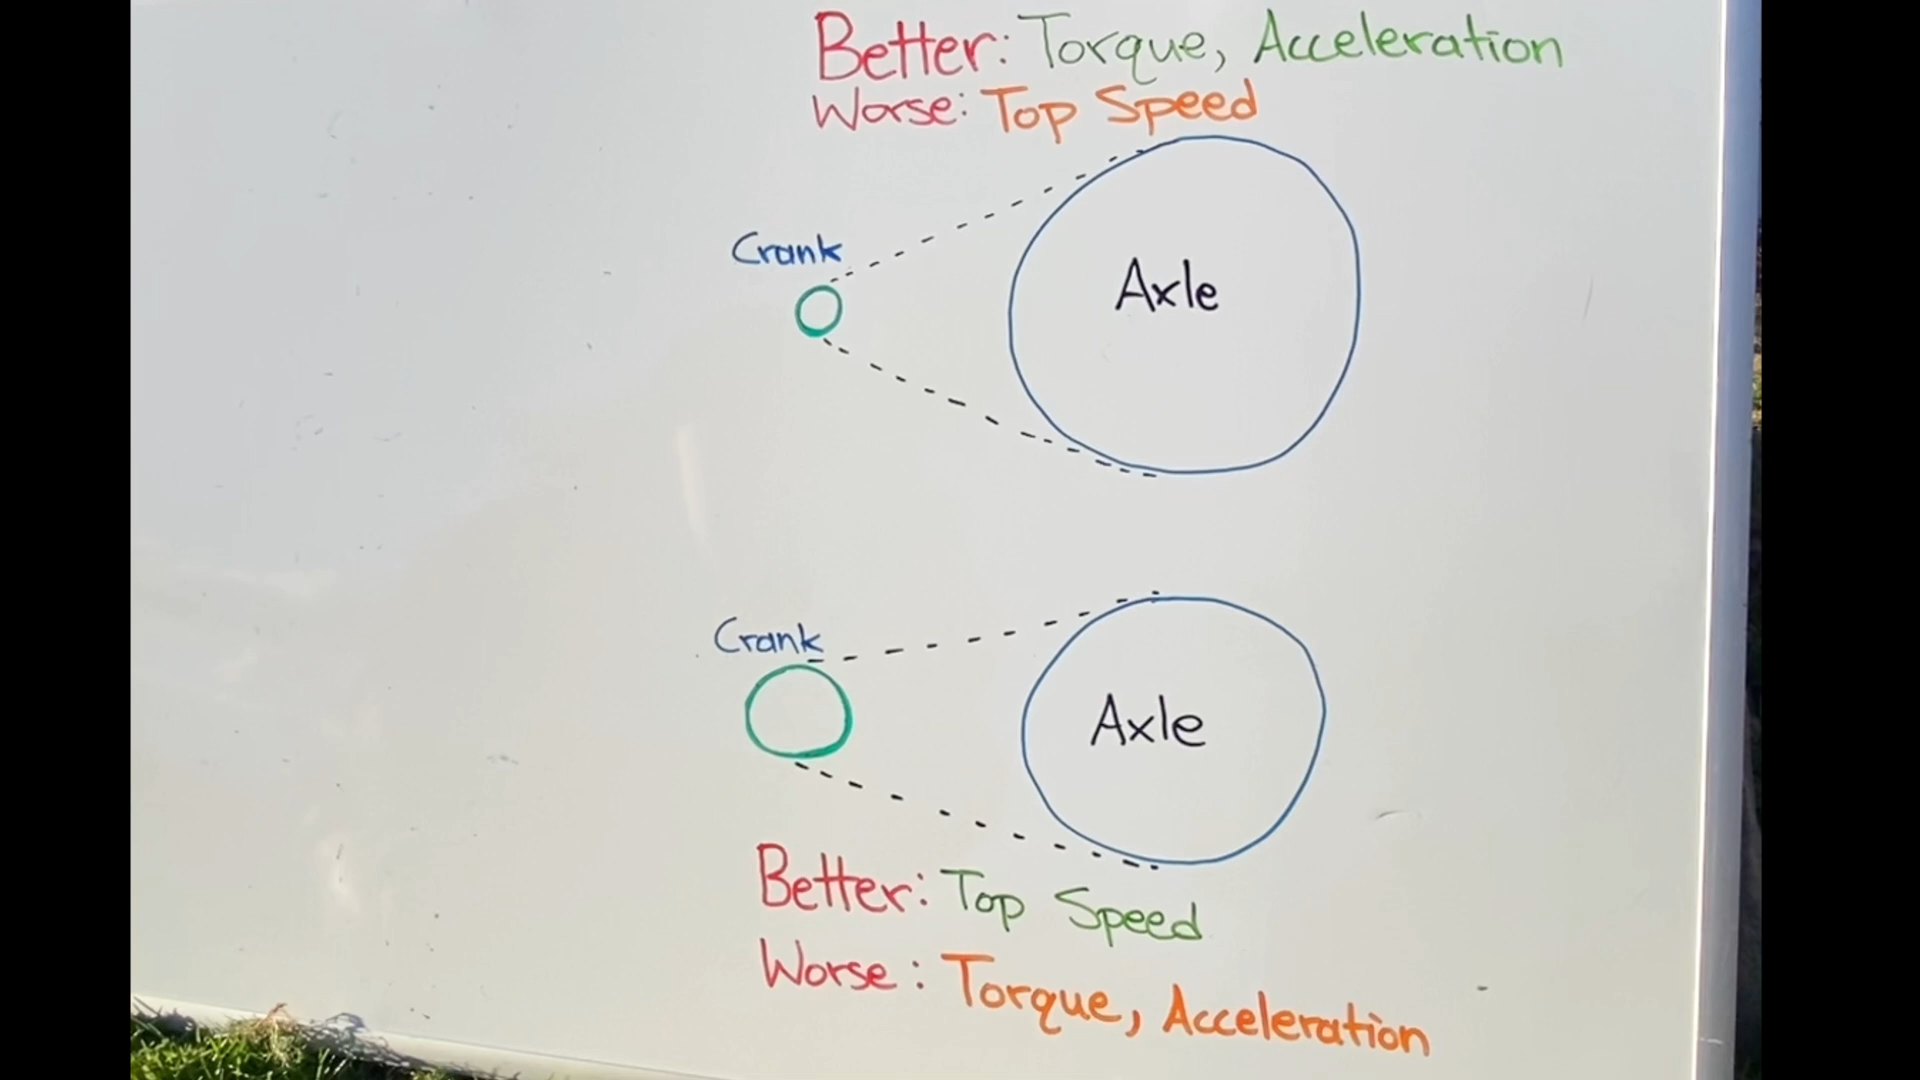 Better: Torque, Acceleration
Worse: Top Speed
Crank
Axle
Crank
Axle
Better: Top Speed
Worse: Torque, Acceleration